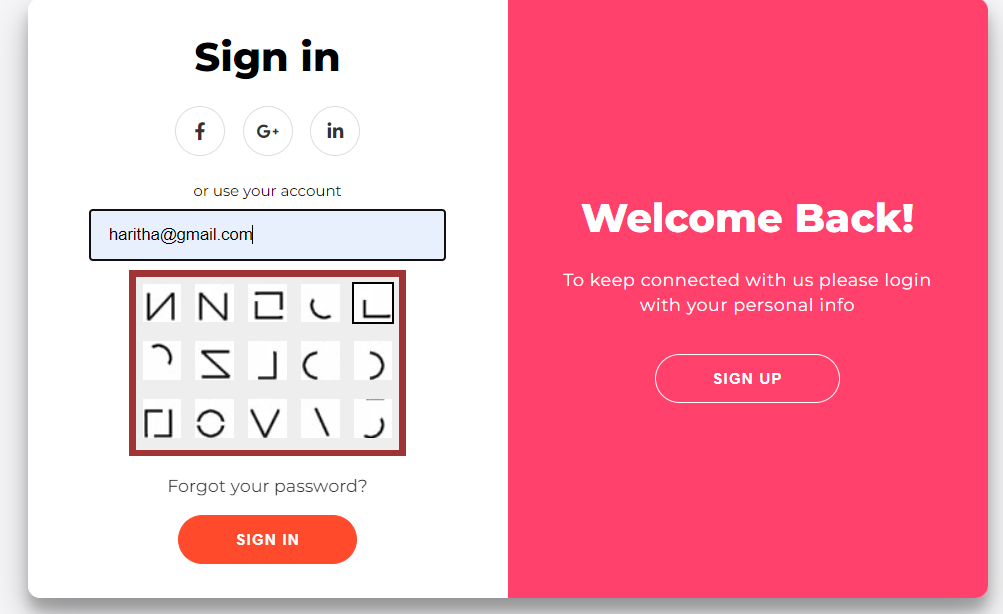 Sign in
f G+ in
or use your account
haritha@gmail.com
Forgot your password?
SIGN IN
Welcome Back!
To keep connected with us please login
with your personal info
SIGN UP